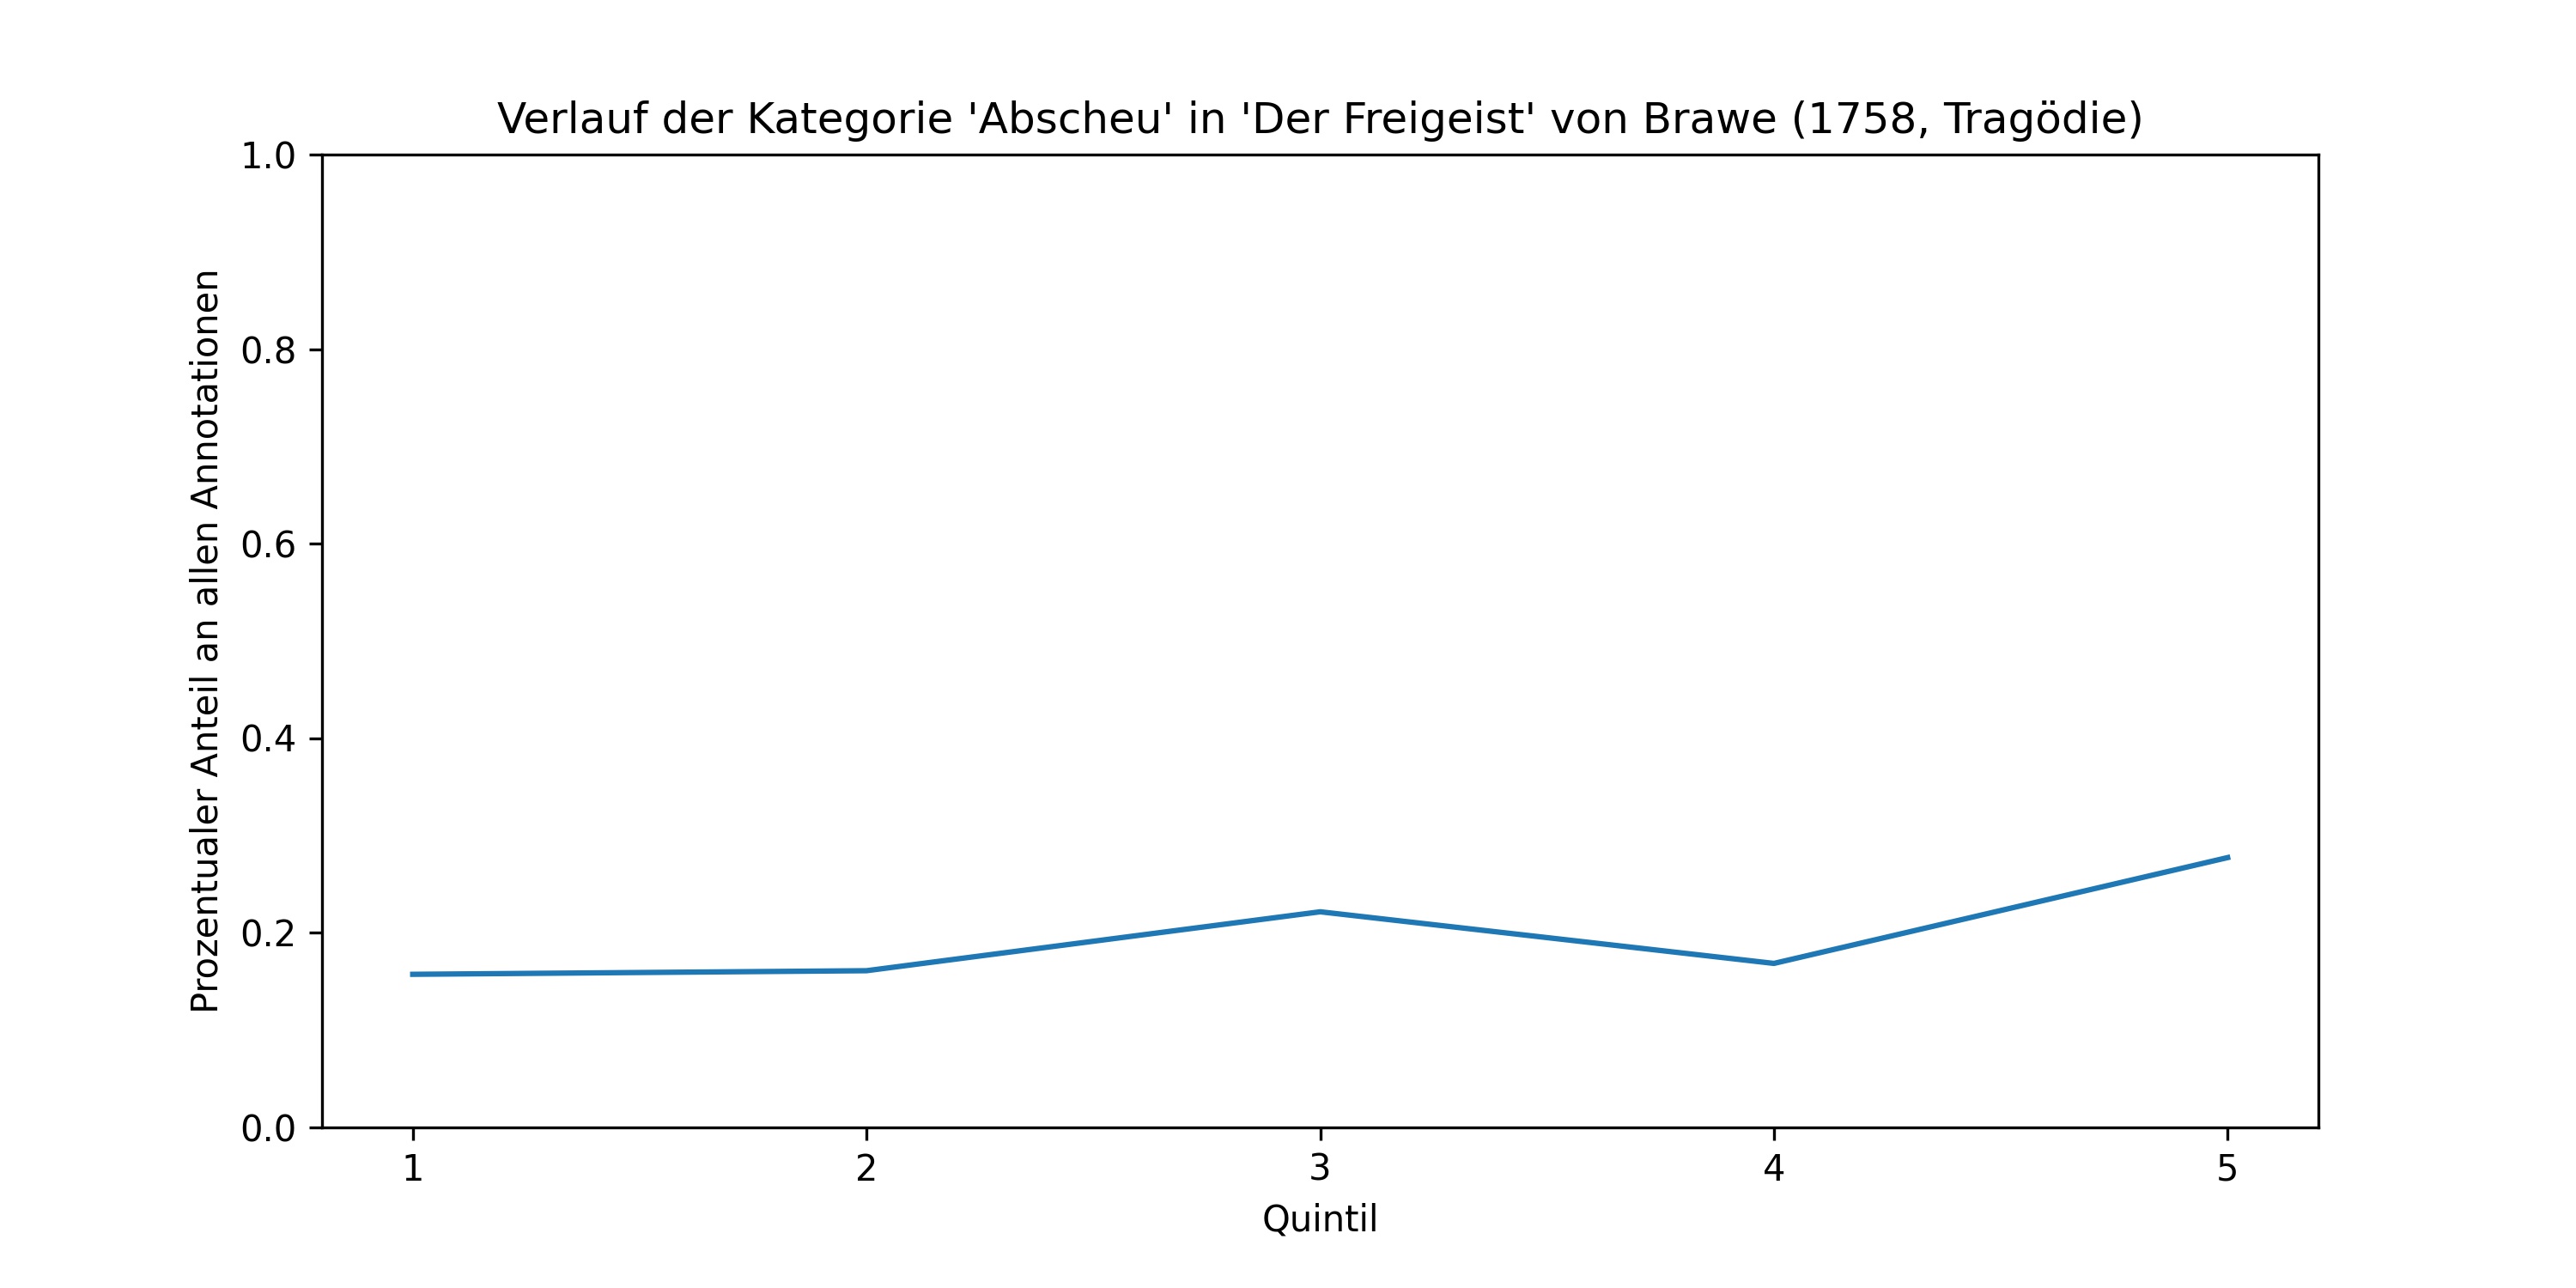 Verlauf der Kategorie 'Abscheu' in 'Der Freigeist' von Brawe (1758, Tragödie)
Prozentualer Anteil an allen Annotationen
1.0
0.8
0.6
0.4
0.2
0.0
1 2 3 4 5
Quintil